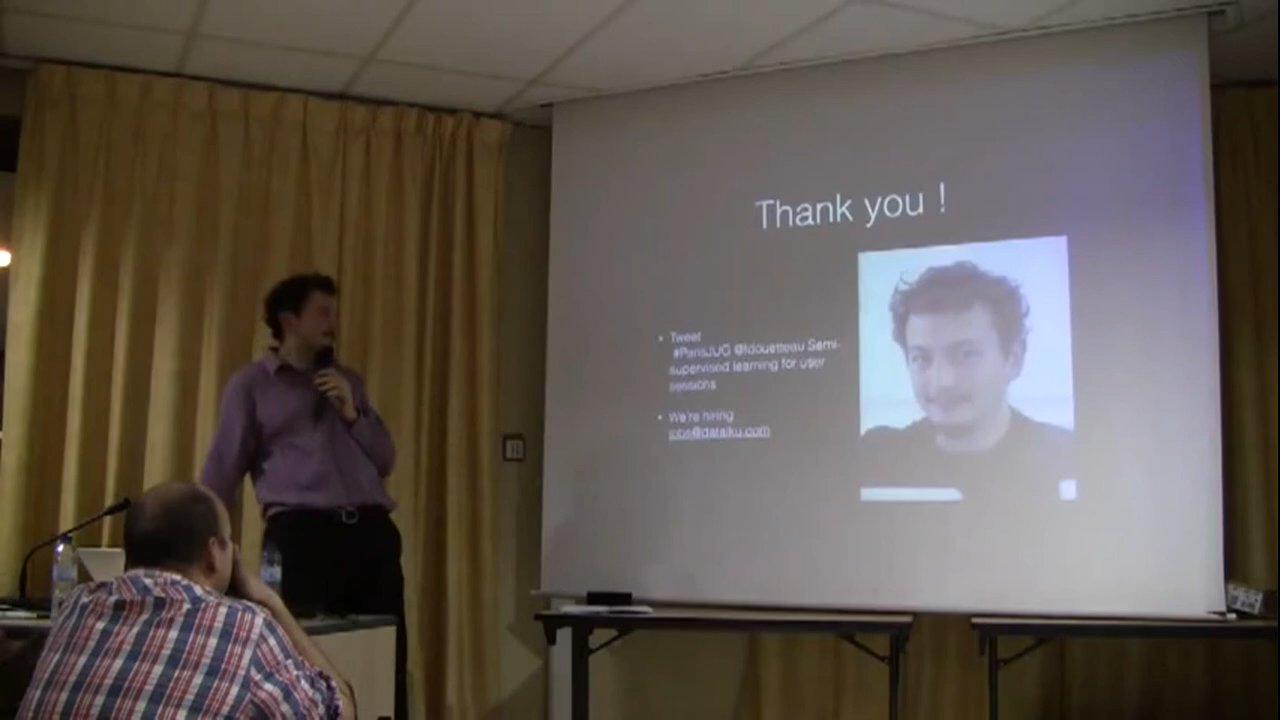 Thank you !
Tweet
#ParisJUG @fdouetteau Semi-
supervised learning for user
sessions
We're hiring
jobs@dataiku.com